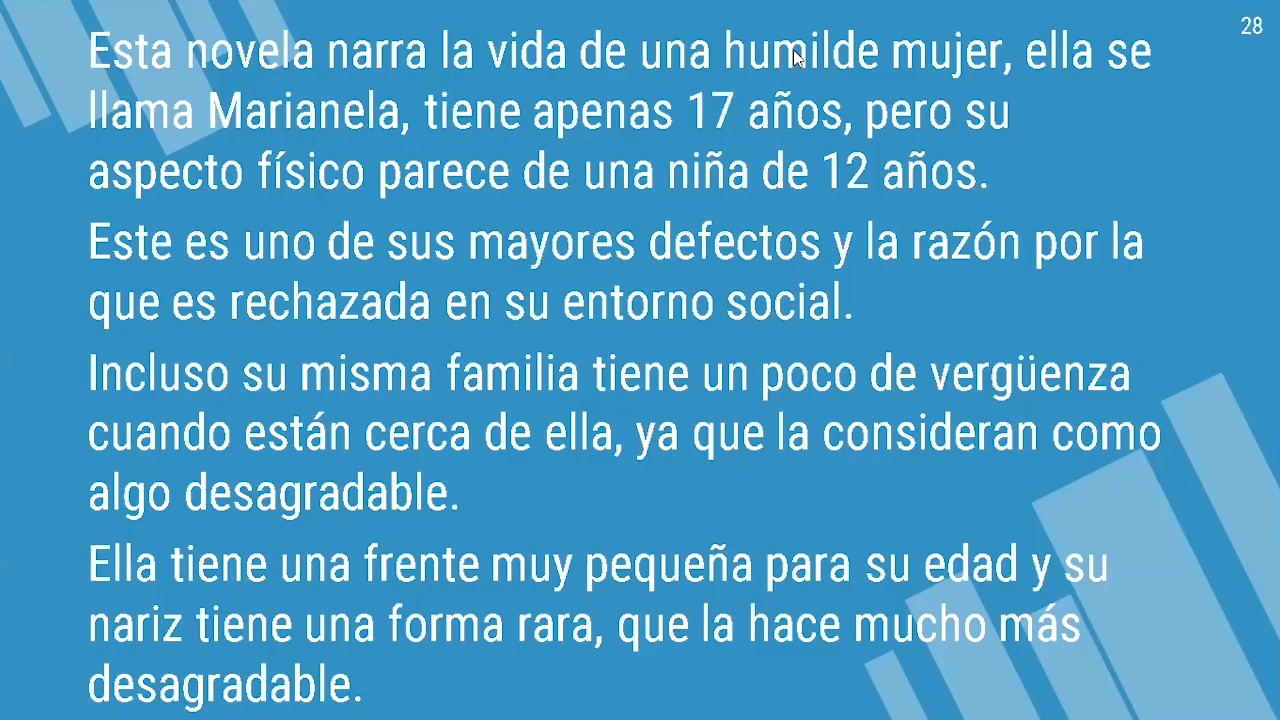 28
Esta novela narra la vida de una humilde mujer, ella se
llama Marianela, tiene apenas 17 años, pero su
aspecto físico parece de una niña de 12 años.
Este es uno de sus mayores defectos y la razón por la
que es rechazada en su entorno social.
Incluso su misma familia tiene un poco de vergüenza
cuando están cerca de ella, ya que la consideran como
algo desagradable.
Ella tiene una frente muy pequeña para su edad y su
nariz tiene una forma rara, que la hace mucho más
desagradable.